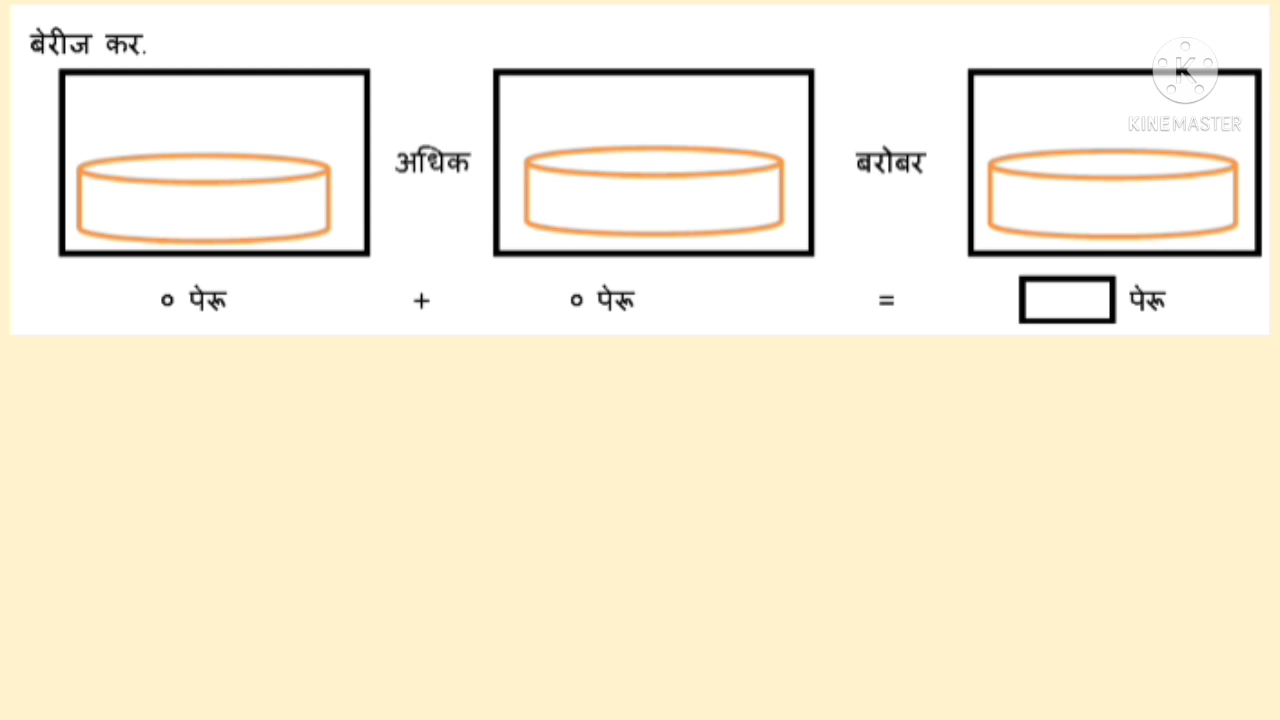 बेरीज कर.
KINEMASTER
अधिक बरोबर
० पेरू + ० पेरू = पेरू